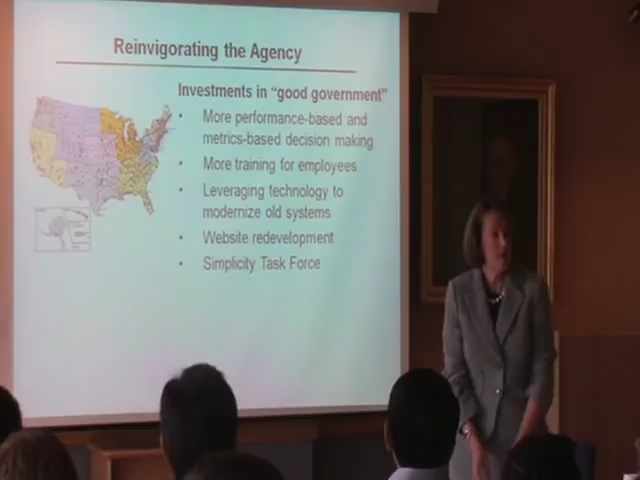 Reinvigorating the Agency
Investments in "good government"
• More performance-based and
metrics-based decision making
• More training for employees
• Leveraging technology to
modernize old systems
• Website redevelopment
• Simplicity Task Force